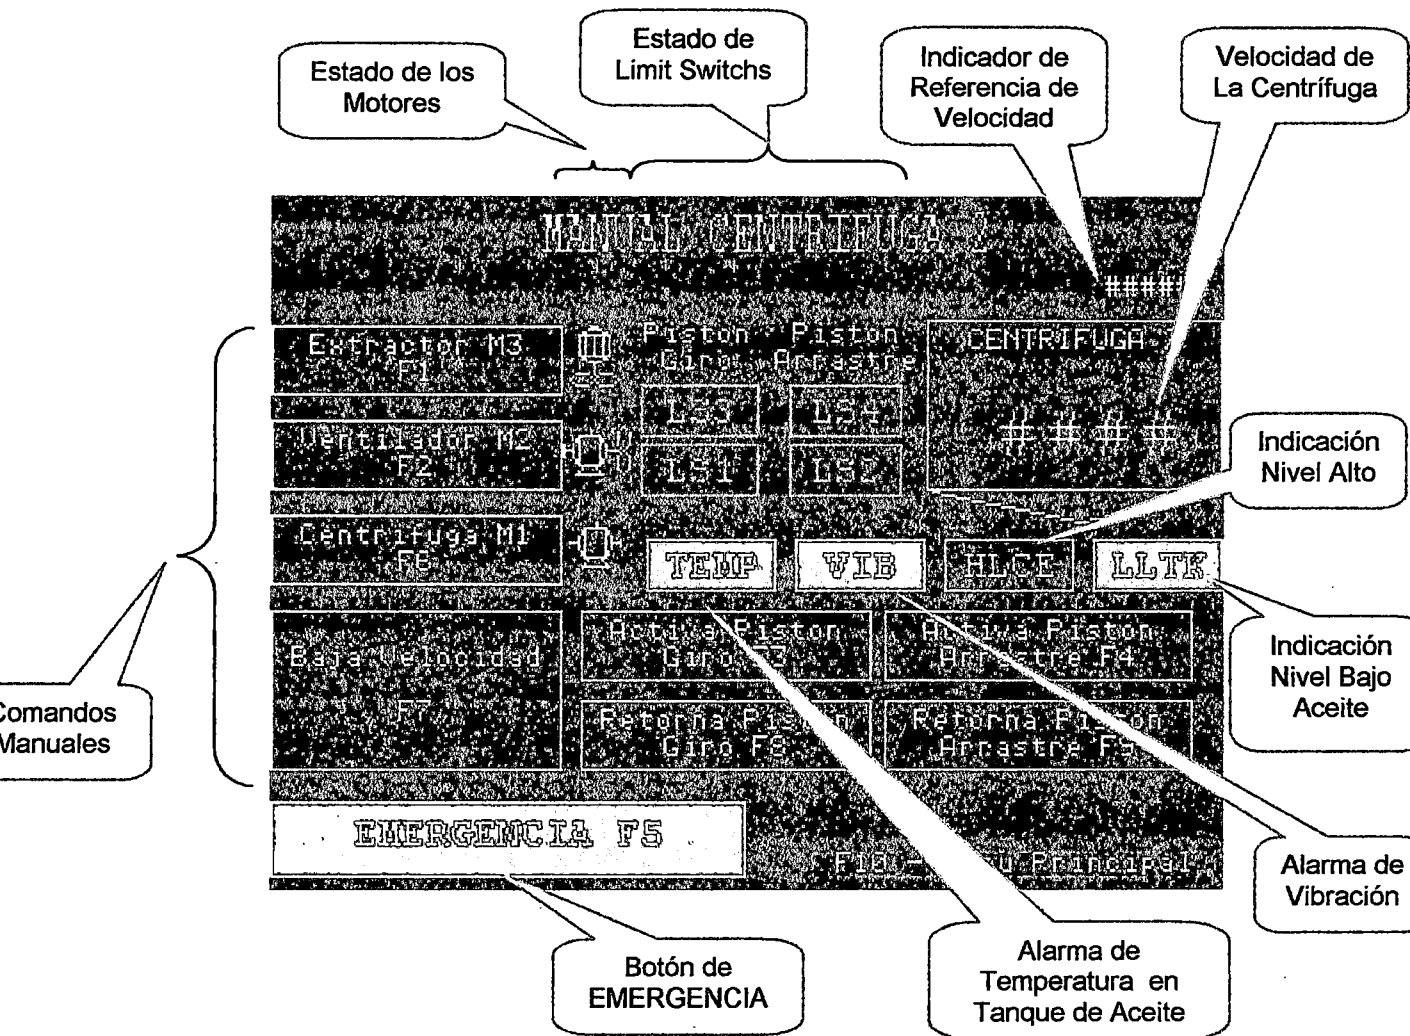 Estado de los
Motores
Estado de
Limit Switchs
Indicador de
Referencia de
Velocidad
Velocidad de
La Centrífuga
MANUAL CENTRIFUGA
####
Extractor M3
F1
Piston
Giro
Piston
Arrastre
CENTRIFUGA
LS3
LS4
# # # #
Ventilador M2
F2
LS1
LS2
Indicación
Nivel Alto
Centrifuga M1
TEMP
VIB
HLCE
LLTK
Baja Velocidad
F7
Activa Piston
Giro
Activa Piston
Arrastre F4
Indicación
Nivel Bajo
Aceite
Comandos
Manuales
Retorna Piston
Giro F8
Retorna Piston
Arrastre F9
EMERGENCIA F5
F10 - Principal
Alarma de
Vibración
Botón de
EMERGENCIA
Alarma de
Temperatura en
Tanque de Aceite